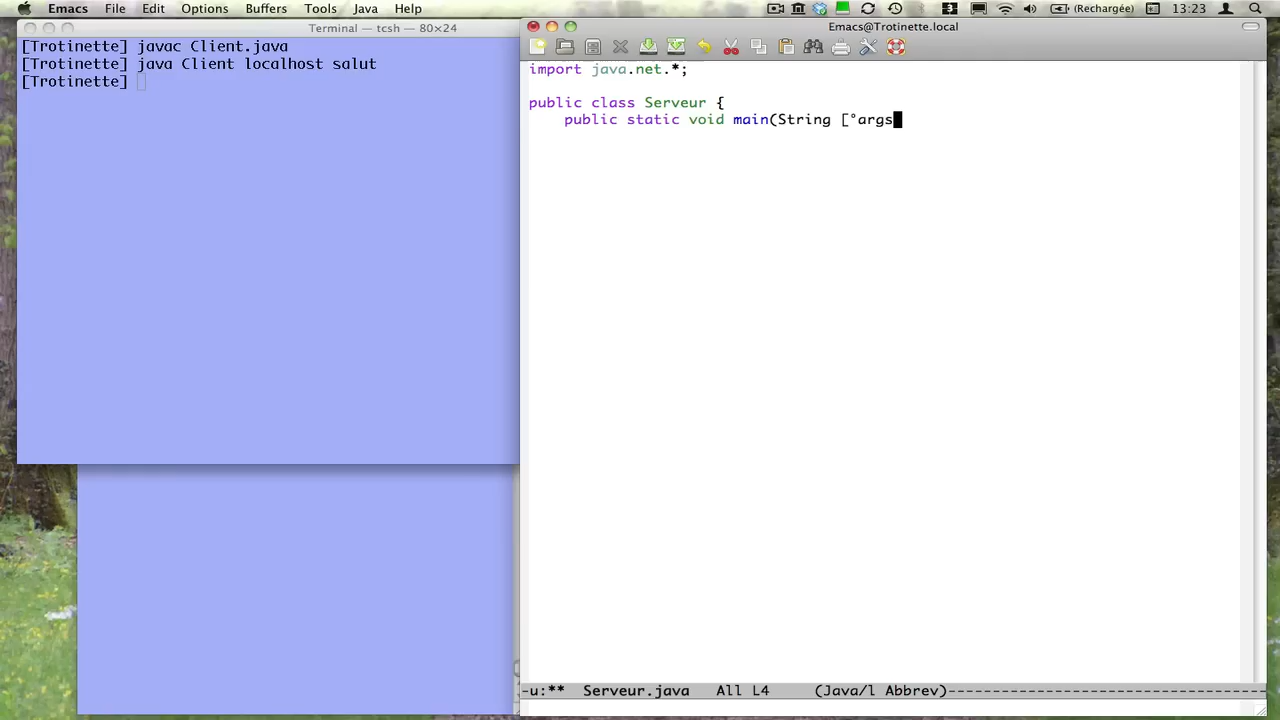 Emacs File Edit Options Buffers Tools Java Help (Rechargée) 13:23
Terminal — tcsh — 80×24
[Trotinette] javac Client.java
[Trotinette] java Client localhost salut
[Trotinette]
Emacs@Trotinette.local
import java.net.*;
public class Serveur {
public static void main(String [°args
-u:** Serveur.java All L4 (Java/l Abbrev)